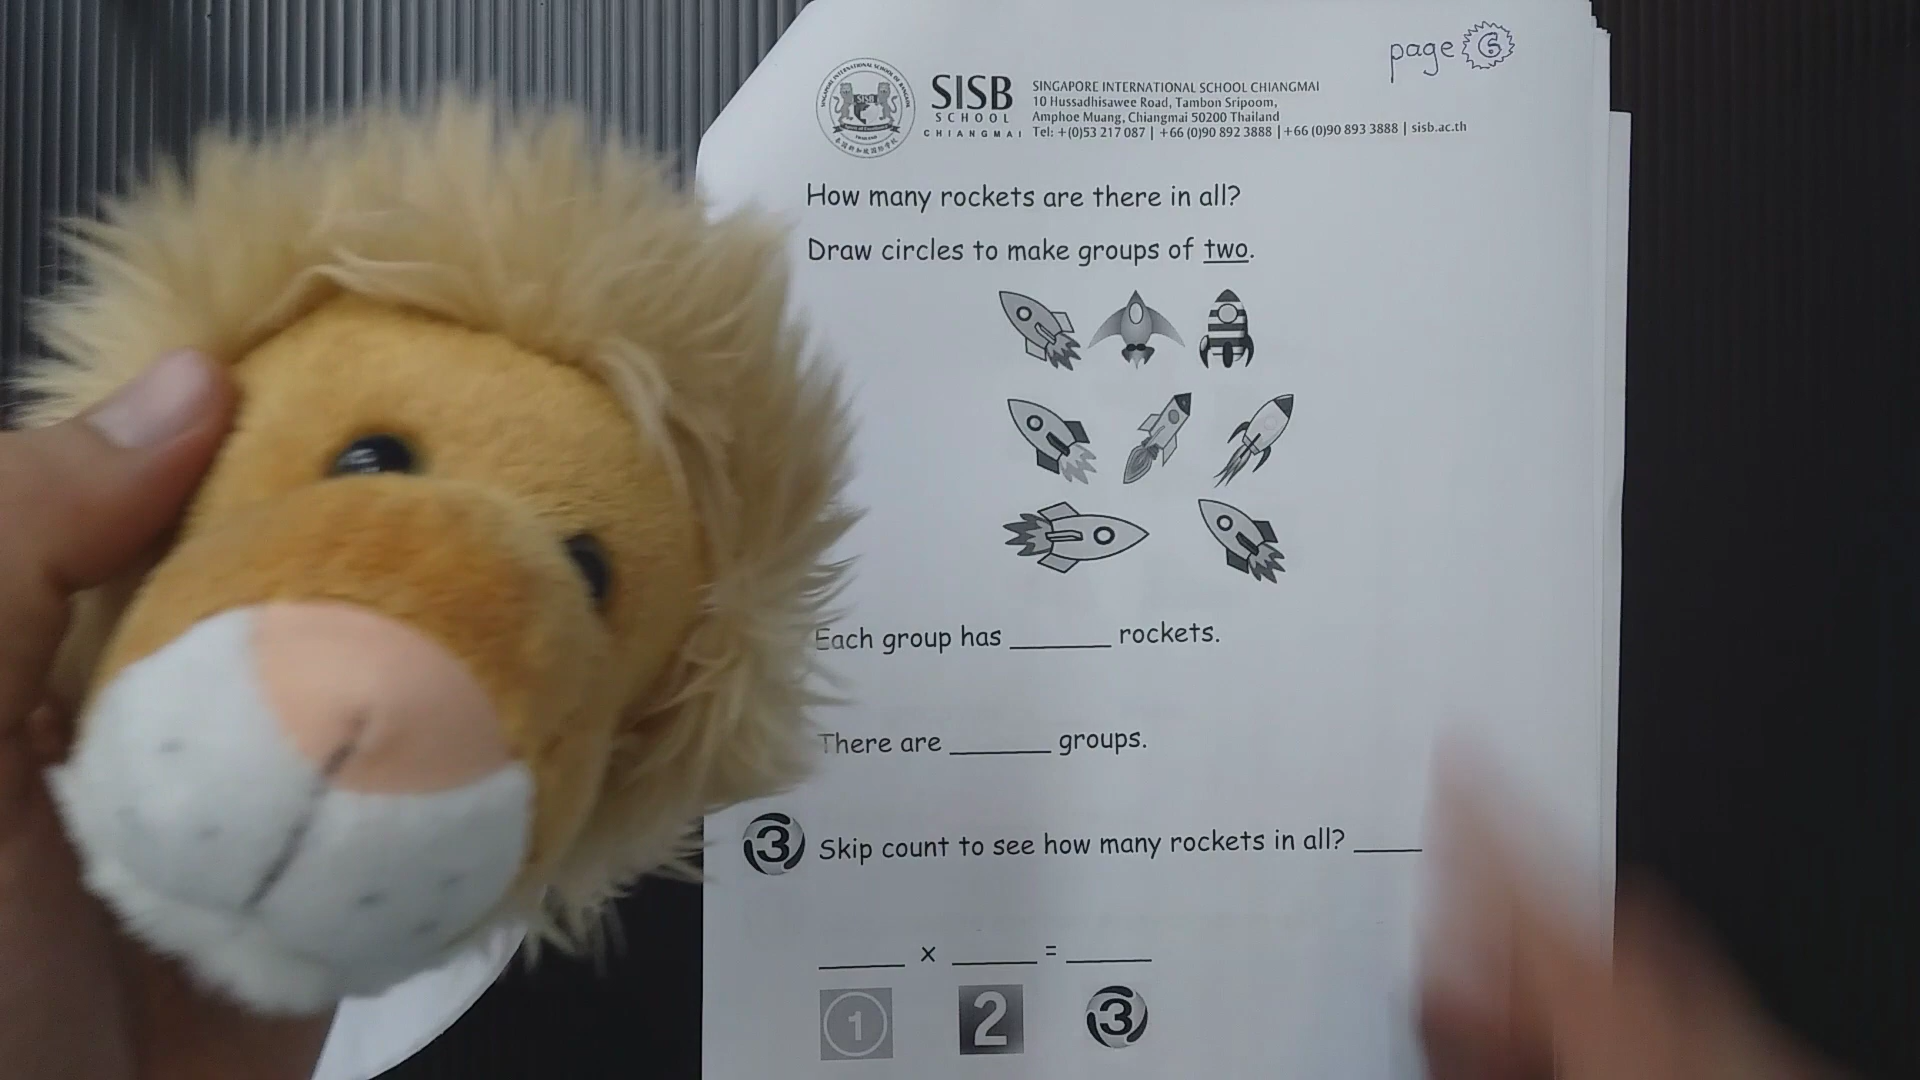 page 6
SISB
SCHOOL
CHIANGMAI
SINGAPORE INTERNATIONAL SCHOOL CHIANGMAI
10 Hussadhisawee Road, Tambon Sripoom,
Amphoe Muang, Chiangmai 50200 Thailand
Tel: +(0)53 217 087 | +66 (0)90 892 3888 | +66 (0)90 893 3888 | sisb.ac.th
How many rockets are there in all?
Draw circles to make groups of two.
Each group has ______ rockets.
There are ______ groups.
3 Skip count to see how many rockets in all? ____
_____ x _____ = _____
1 2 3